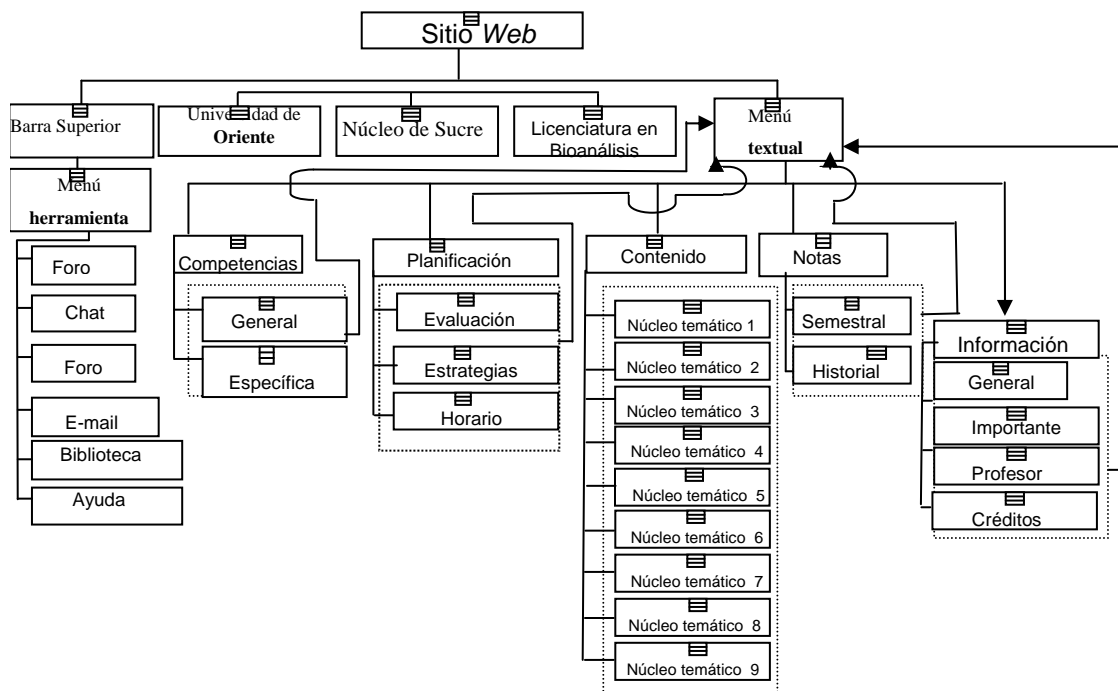 Sitio Web
Barra Superior
Universidad de
Oriente
Núcleo de Sucre
Licenciatura en
Bioanálisis
Menú
textual
Menú
herramienta
Foro
Chat
Foro
E-mail
Biblioteca
Ayuda
Competencias
General
Específica
Planificación
Evaluación
Estrategias
Horario
Contenido
Núcleo temático 1
Núcleo temático 2
Núcleo temático 3
Núcleo temático 4
Núcleo temático 5
Núcleo temático 6
Núcleo temático 7
Núcleo temático 8
Núcleo temático 9
Notas
Semestral
Historial
Información
General
Importante
Profesor
Créditos